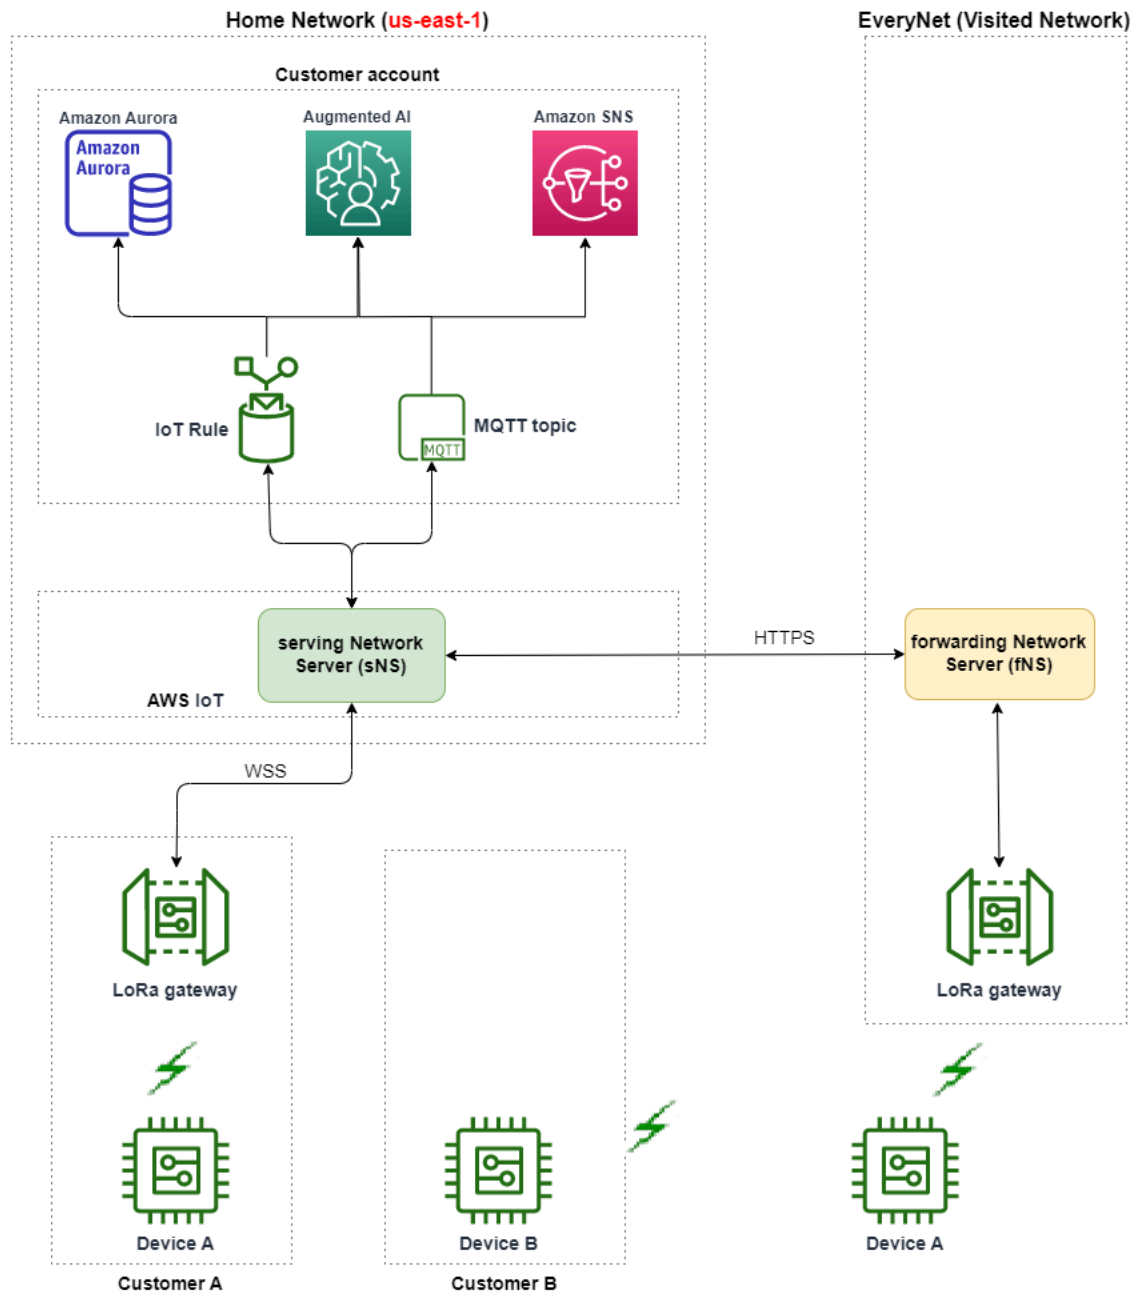 Home Network (us-east-1)
EveryNet (Visited Network)
Customer account
Amazon Aurora
Augmented AI
Amazon SNS
Amazon
Aurora
IoT Rule
MQTT topic
MQTT
serving Network
Server (sNS)
HTTPS
forwarding Network
Server (fNS)
AWS IoT
WSS
LoRa gateway
LoRa gateway
Device A
Device B
Device A
Customer A
Customer B